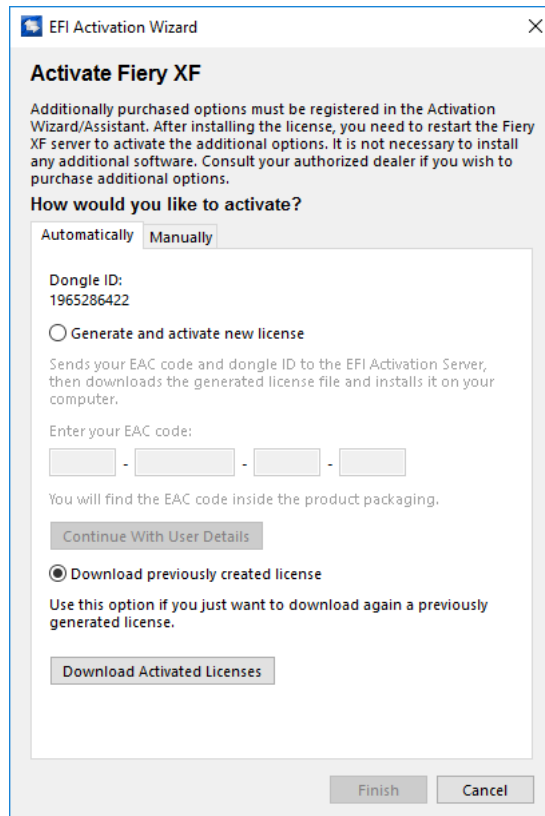 EFI Activation Wizard
Activate Fiery XF
Additionally purchased options must be registered in the Activation
Wizard/Assistant. After installing the license, you need to restart the Fiery
XF server to activate the additional options. It is not necessary to install
any additional software. Consult your authorized dealer if you wish to
purchase additional options.
How would you like to activate?
Automatically Manually
Dongle ID:
1965286422
Generate and activate new license
Sends your EAC code and dongle ID to the EFI Activation Server,
then downloads the generated license file and installs it on your
computer.
Enter your EAC code:
- - -
You will find the EAC code inside the product packaging.
Continue With User Details
Download previously created license
Use this option if you just want to download again a previously
generated license.
Download Activated Licenses
Finish Cancel